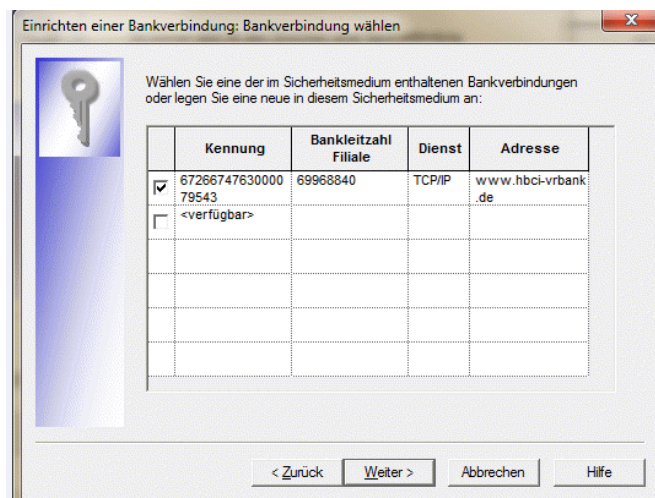 Einrichten einer Bankverbindung: Bankverbindung wählen
X
Wählen Sie eine der im Sicherheitsmedium enthaltenen Bankverbindungen
oder legen Sie eine neue in diesem Sicherheitsmedium an:
Kennung Bankleitzahl Filiale Dienst Adresse
67266747630000 69968840 TCP/IP www.hbci-vrbank
79543 .de
<verfügbar>
< Zurück Weiter > Abbrechen Hilfe